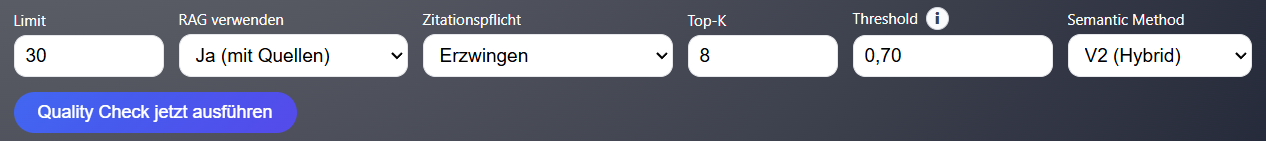 Limit RAG verwenden Zitationspflicht Top-K Threshold i Semantic Method
30 Ja (mit Quellen) Erzwingen 8 0,70 V2 (Hybrid)
Quality Check jetzt ausführen